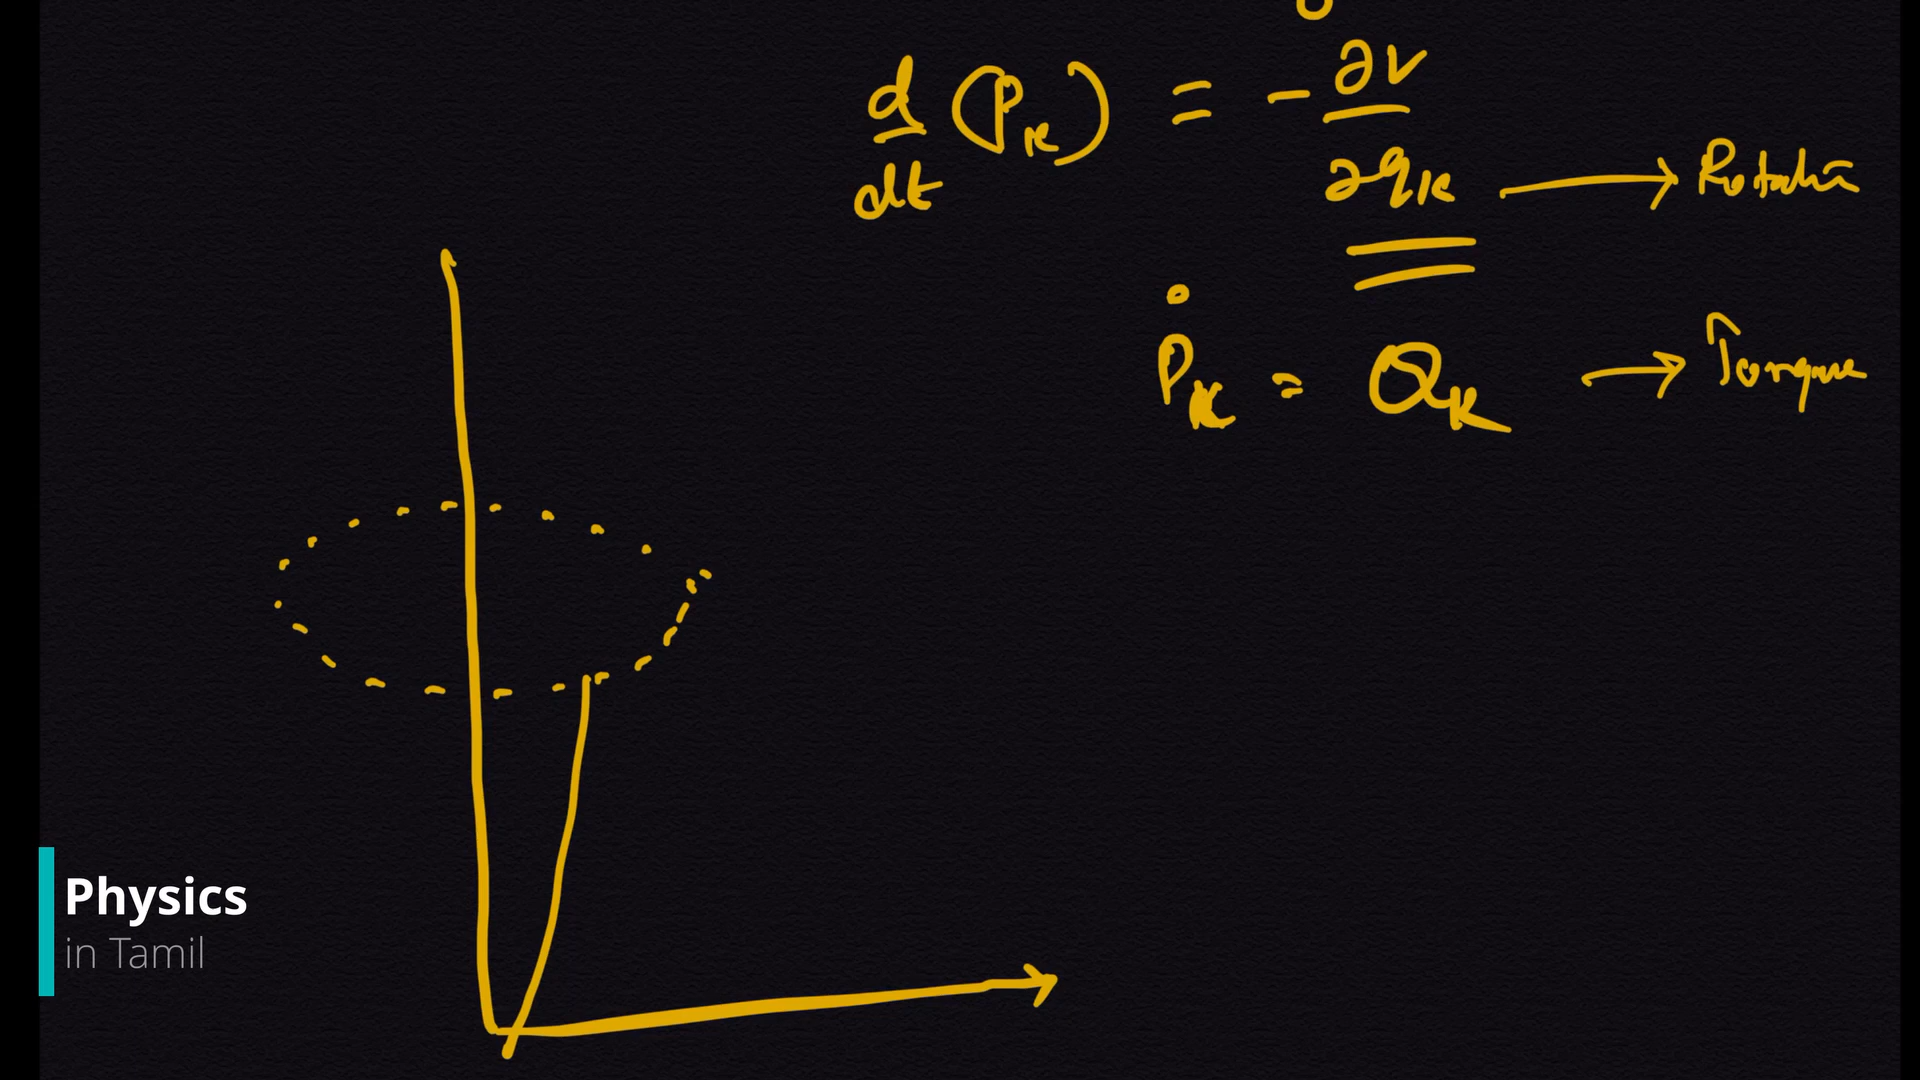 d/dt (P_k) = - ∂V/∂q_k → Rotation
Ṗ_k = Q_k → Torque
Physics
in Tamil